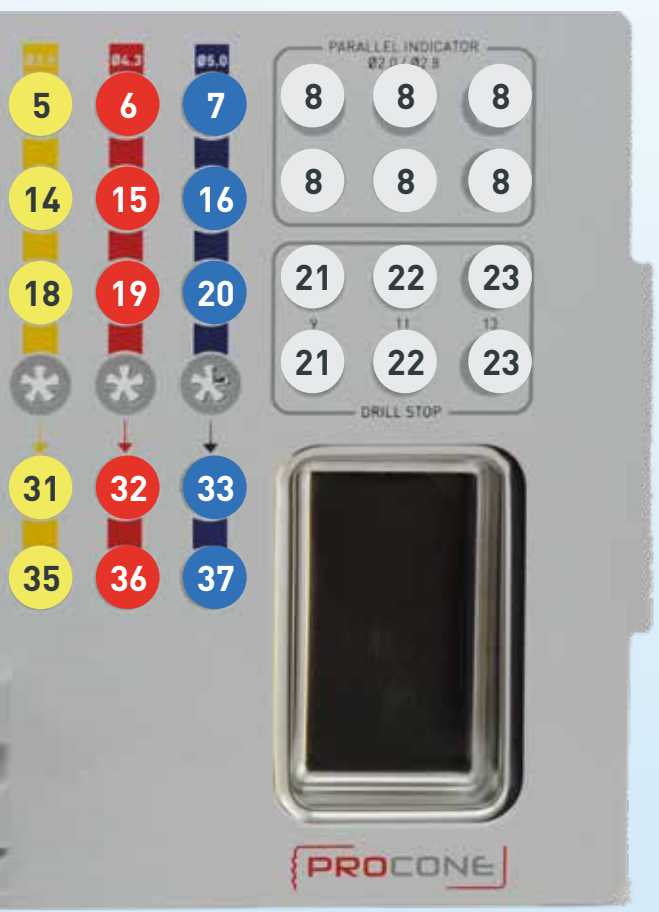 Ø4.3 Ø5.0 PARALLEL INDICATOR
Ø2.0 / Ø2.8
5 6 7 8 8 8
14 15 16 8 8 8
18 19 20 21 22 23
9 11 13
21 22 23
DRILL STOP
31 32 33
35 36 37
PROCONE